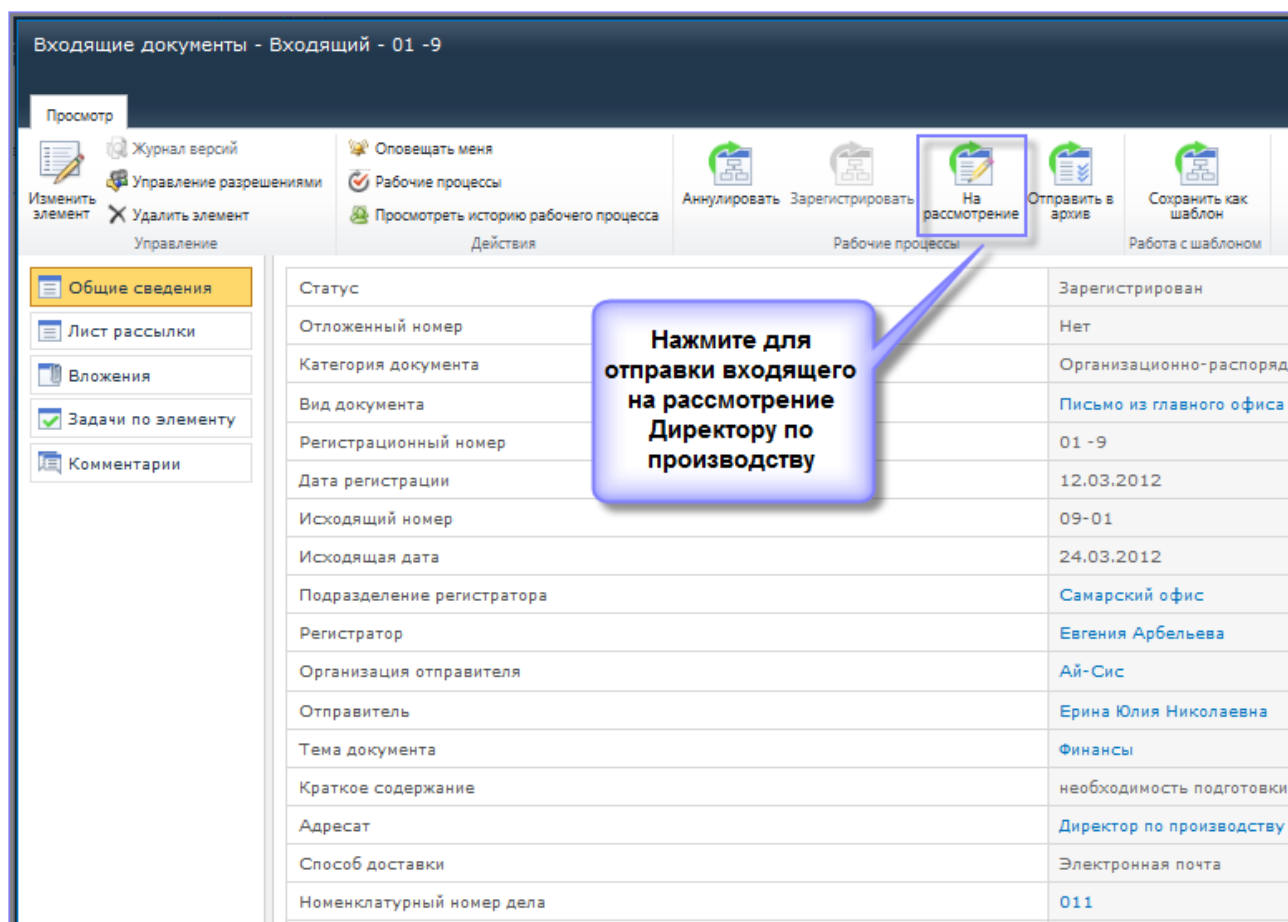 Входящие документы - Входящий - 01 -9
Просмотр
Изменить элемент
Журнал версий
Управление разрешениями
Удалить элемент
Управление
Оповещать меня
Рабочие процессы
Просмотреть историю рабочего процесса
Действия
Аннулировать
Зарегистрировать
На рассмотрение
Отправить в архив
Рабочие процессы
Сохранить как шаблон
Работа с шаблоном
Общие сведения
Лист рассылки
Вложения
Задачи по элементу
Комментарии
Нажмите для
отправки входящего
на рассмотрение
Директору по
производству
Статус Зарегистрирован
Отложенный номер Нет
Категория документа Организационно-распоряд
Вид документа Письмо из главного офиса
Регистрационный номер 01 -9
Дата регистрации 12.03.2012
Исходящий номер 09-01
Исходящая дата 24.03.2012
Подразделение регистратора Самарский офис
Регистратор Евгения Арбельева
Организация отправителя Ай-Сис
Отправитель Ерина Юлия Николаевна
Тема документа Финансы
Краткое содержание необходимость подготовки
Адресат Директор по производству
Способ доставки Электронная почта
Номенклатурный номер дела 011